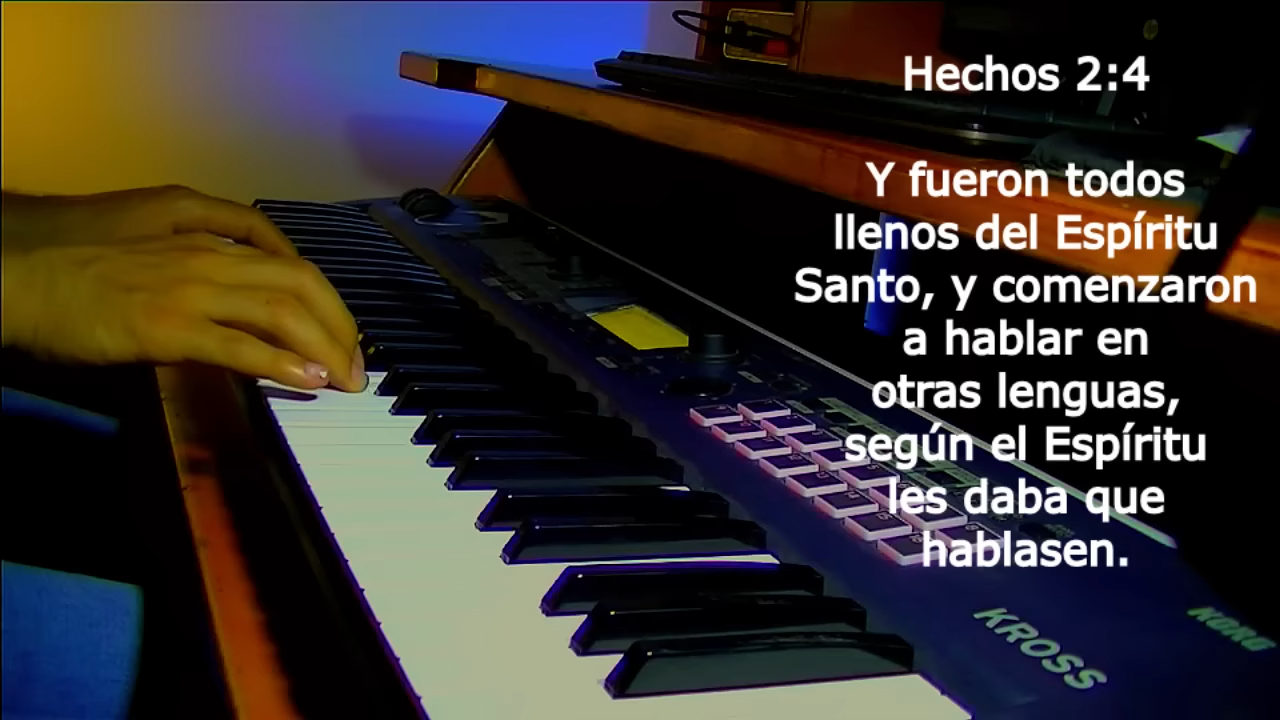 Hechos 2:4
Y fueron todos
llenos del Espíritu
Santo, y comenzaron
a hablar en
otras lenguas,
según el Espíritu
les daba que
hablasen.
KROSS
KORG